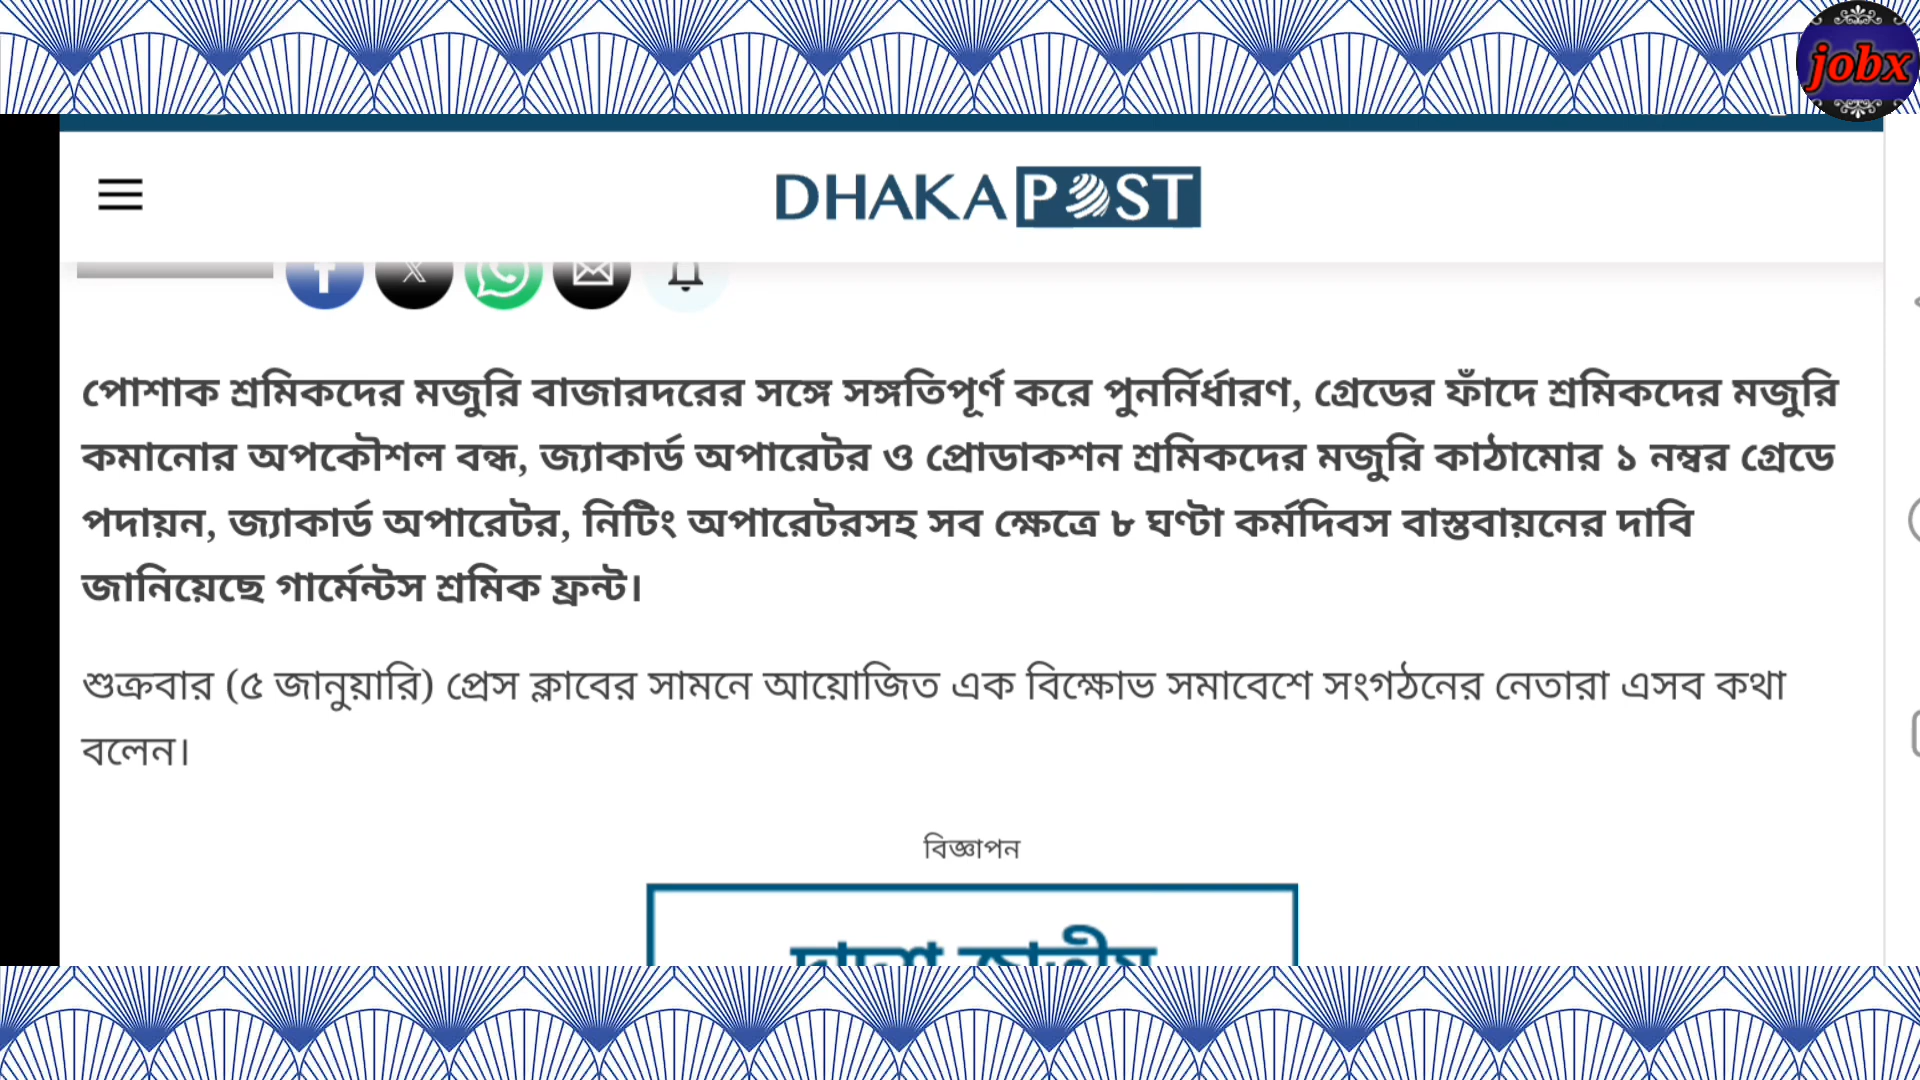 jobx
DHAKA POST
পোশাক শ্রমিকদের মজুরি বাজারদরের সঙ্গে সঙ্গতিপূর্ণ করে পুনর্নির্ধারণ, গ্রেডের ফাঁদে শ্রমিকদের মজুরি
কমানোর অপকৌশল বন্ধ, জ্যাকার্ড অপারেটর ও প্রোডাকশন শ্রমিকদের মজুরি কাঠামোর ১ নম্বর গ্রেডে
পদায়ন, জ্যাকার্ড অপারেটর, নিটিং অপারেটরসহ সব ক্ষেত্রে ৮ ঘণ্টা কর্মদিবস বাস্তবায়নের দাবি
জানিয়েছে গার্মেন্টস শ্রমিক ফ্রন্ট।
শুক্রবার (৫ জানুয়ারি) প্রেস ক্লাবের সামনে আয়োজিত এক বিক্ষোভ সমাবেশে সংগঠনের নেতারা এসব কথা
বলেন।
বিজ্ঞাপন